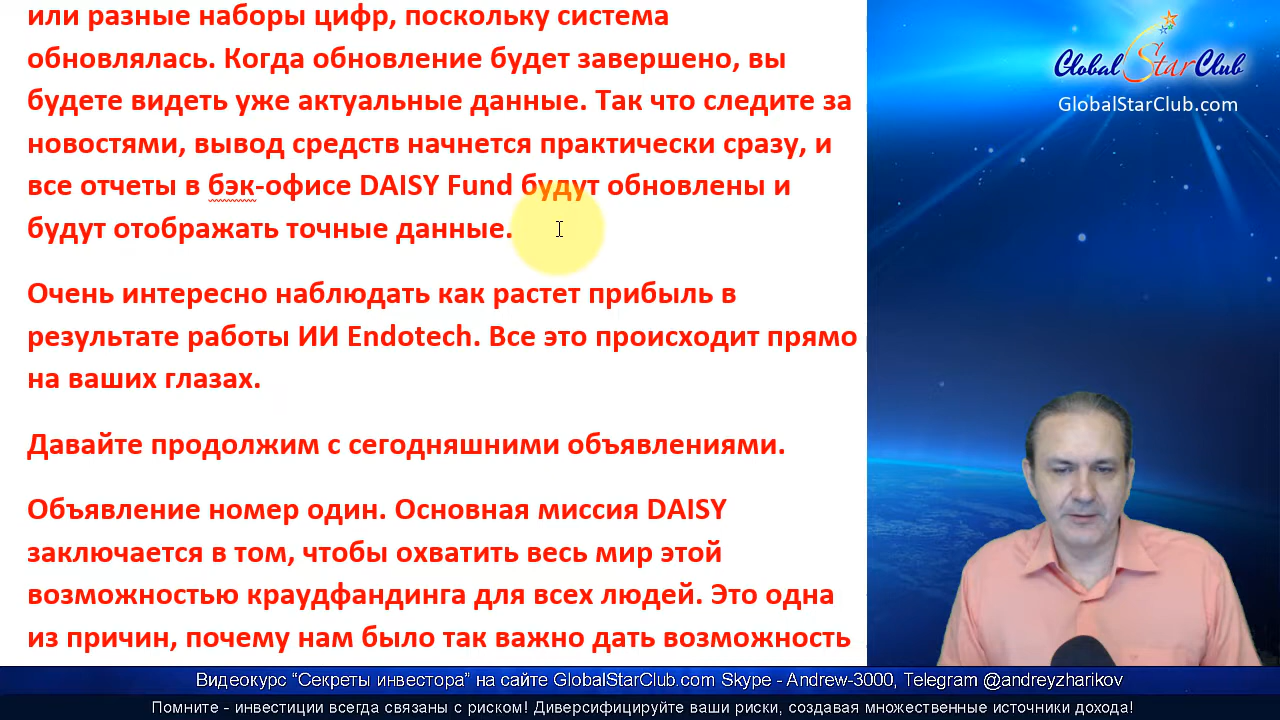 или разные наборы цифр, поскольку система
обновлялась. Когда обновление будет завершено, вы
будете видеть уже актуальные данные. Так что следите за
новостями, вывод средств начнется практически сразу, и
все отчеты в бэк-офисе DAISY Fund будут обновлены и
будут отображать точные данные.
Очень интересно наблюдать как растет прибыль в
результате работы ИИ Endotech. Все это происходит прямо
на ваших глазах.
Давайте продолжим с сегодняшними объявлениями.
Объявление номер один. Основная миссия DAISY
заключается в том, чтобы охватить весь мир этой
возможностью краудфандинга для всех людей. Это одна
из причин, почему нам было так важно дать возможность
Global Star Club
GlobalStarClub.com
Видеокурс “Секреты инвестора” на сайте GlobalStarClub.com Skype - Andrew-3000, Telegram @andreyzharikov
Помните - инвестиции всегда связаны с риском! Диверсифицируйте ваши риски, создавая множественные источники дохода!